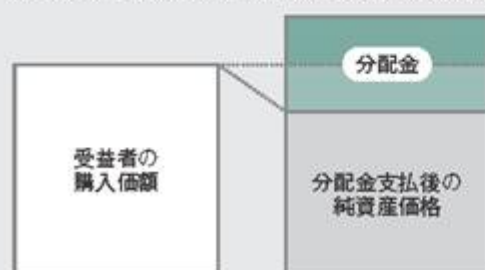 分配金
受益者の
購入価額
分配金支払後の
純資産価格